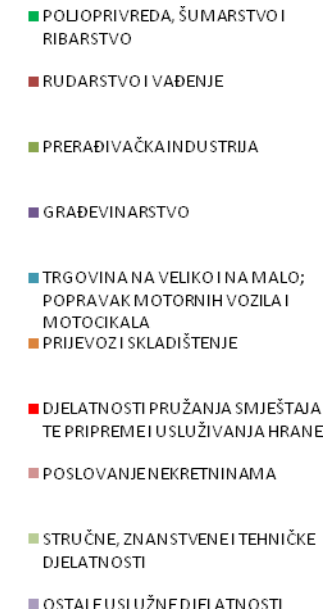 POLJOPRIVREDA, ŠUMARSTVO I
RIBARSTVO
RUDARSTVO I VAĐENJE
PRERAĐIVAČKA INDUSTRIJA
GRAĐEVINARSTVO
TRGOVINA NA VELIKO I NA MALO;
POPRAVAK MOTORNIH VOZILA I
MOTOCIKALA
PRIJEVOZ I SKLADIŠTENJE
DJELATNOSTI PRUŽANJA SMJEŠTAJA
TE PRIPREME I USLUŽIVANJA HRANE
POSLOVANJE NEKRETNINAMA
STRUČNE, ZNANSTVENE I TEHNIČKE
DJELATNOSTI
OSTALE USLUŽNE DJELATNOSTI